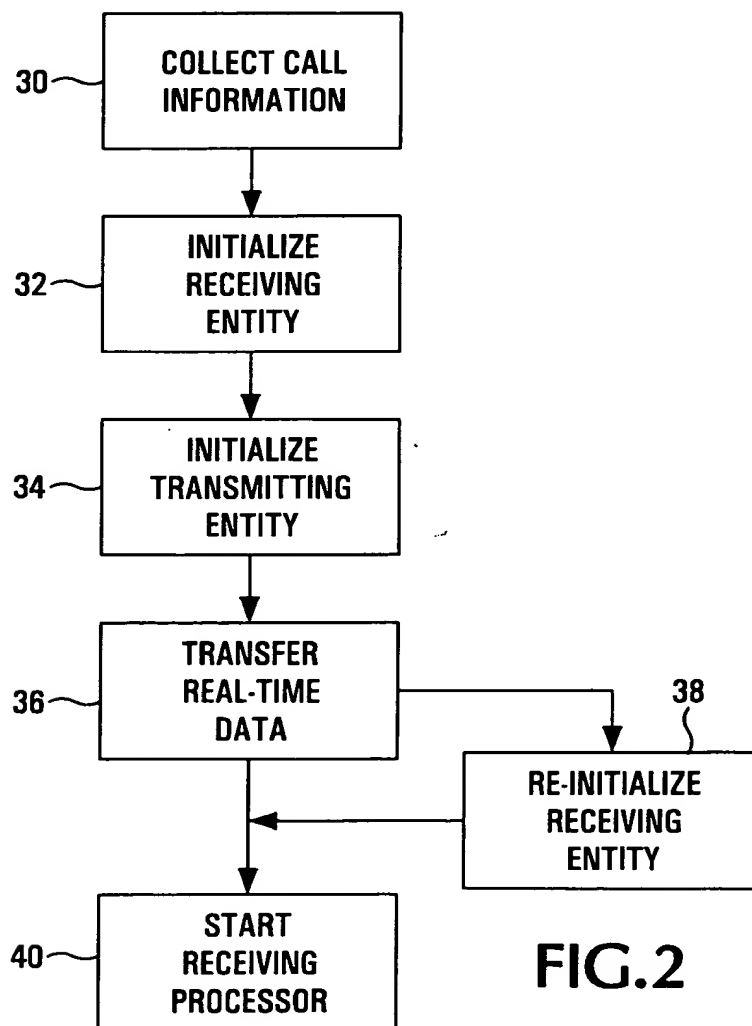 30
COLLECT CALL
INFORMATION
32
INITIALIZE
RECEIVING
ENTITY
34
INITIALIZE
TRANSMITTING
ENTITY
36
TRANSFER
REAL-TIME
DATA
38
RE-INITIALIZE
RECEIVING
ENTITY
40
START
RECEIVING
PROCESSOR
FIG.2